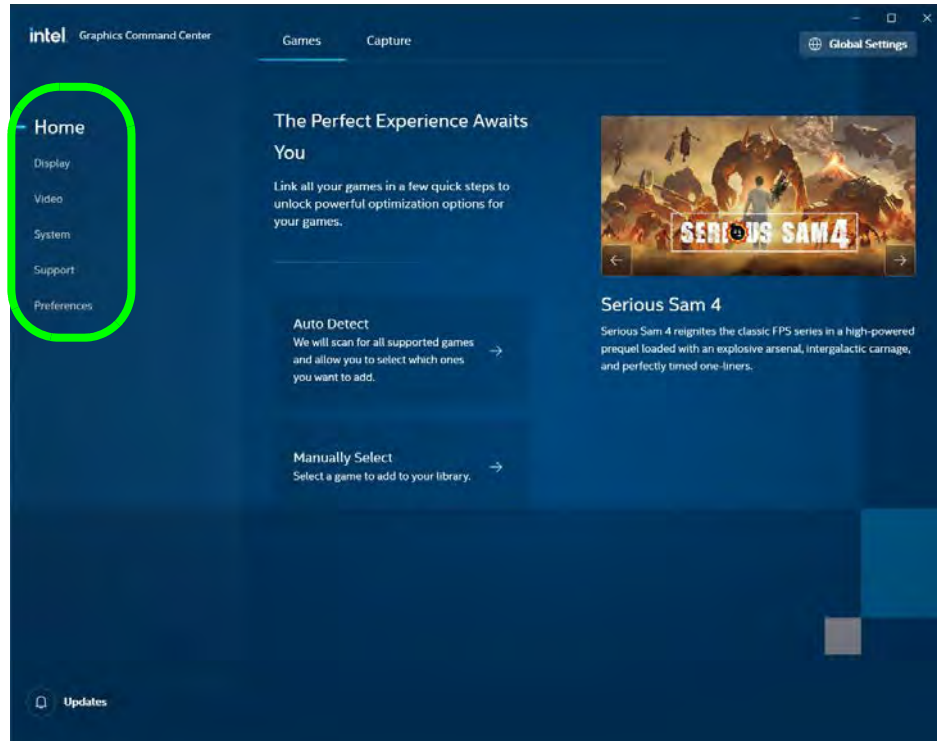 intel Graphics Command Center
Games
Capture
Global Settings
Home
Display
Video
System
Support
Preferences
The Perfect Experience Awaits
You
Link all your games in a few quick steps to
unlock powerful optimization options for
your games.
Auto Detect
We will scan for all supported games
and allow you to select which ones
you want to add.
Manually Select
Select a game to add to your library.
SERIOUS SAM 4
Serious Sam 4
Serious Sam 4 reignites the classic FPS series in a high-powered
prequel loaded with an explosive arsenal, intergalactic carnage,
and perfectly timed one-liners.
Updates